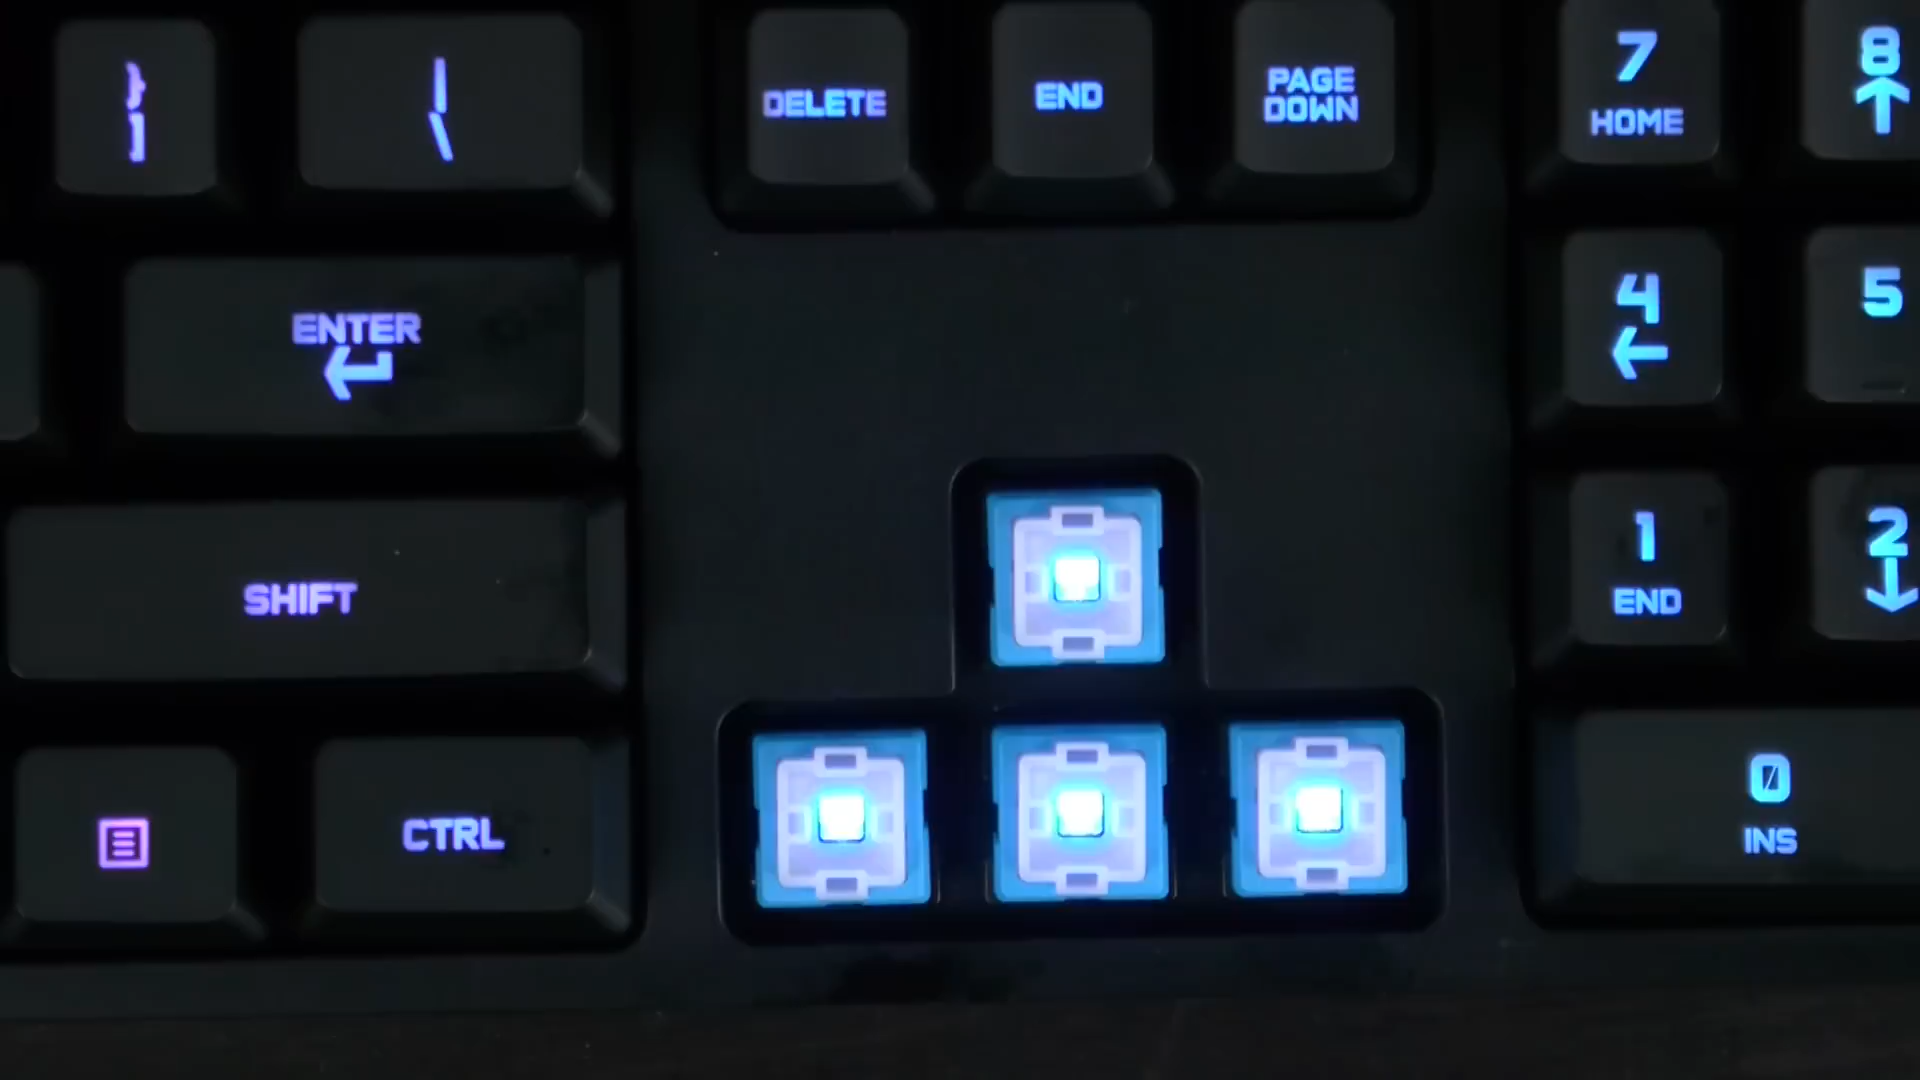 }
]
|
\
DELETE
END
PAGE
DOWN
7
HOME
8
↑
ENTER
↵
4
←
5
SHIFT
1
END
2
↓
CTRL
0
INS